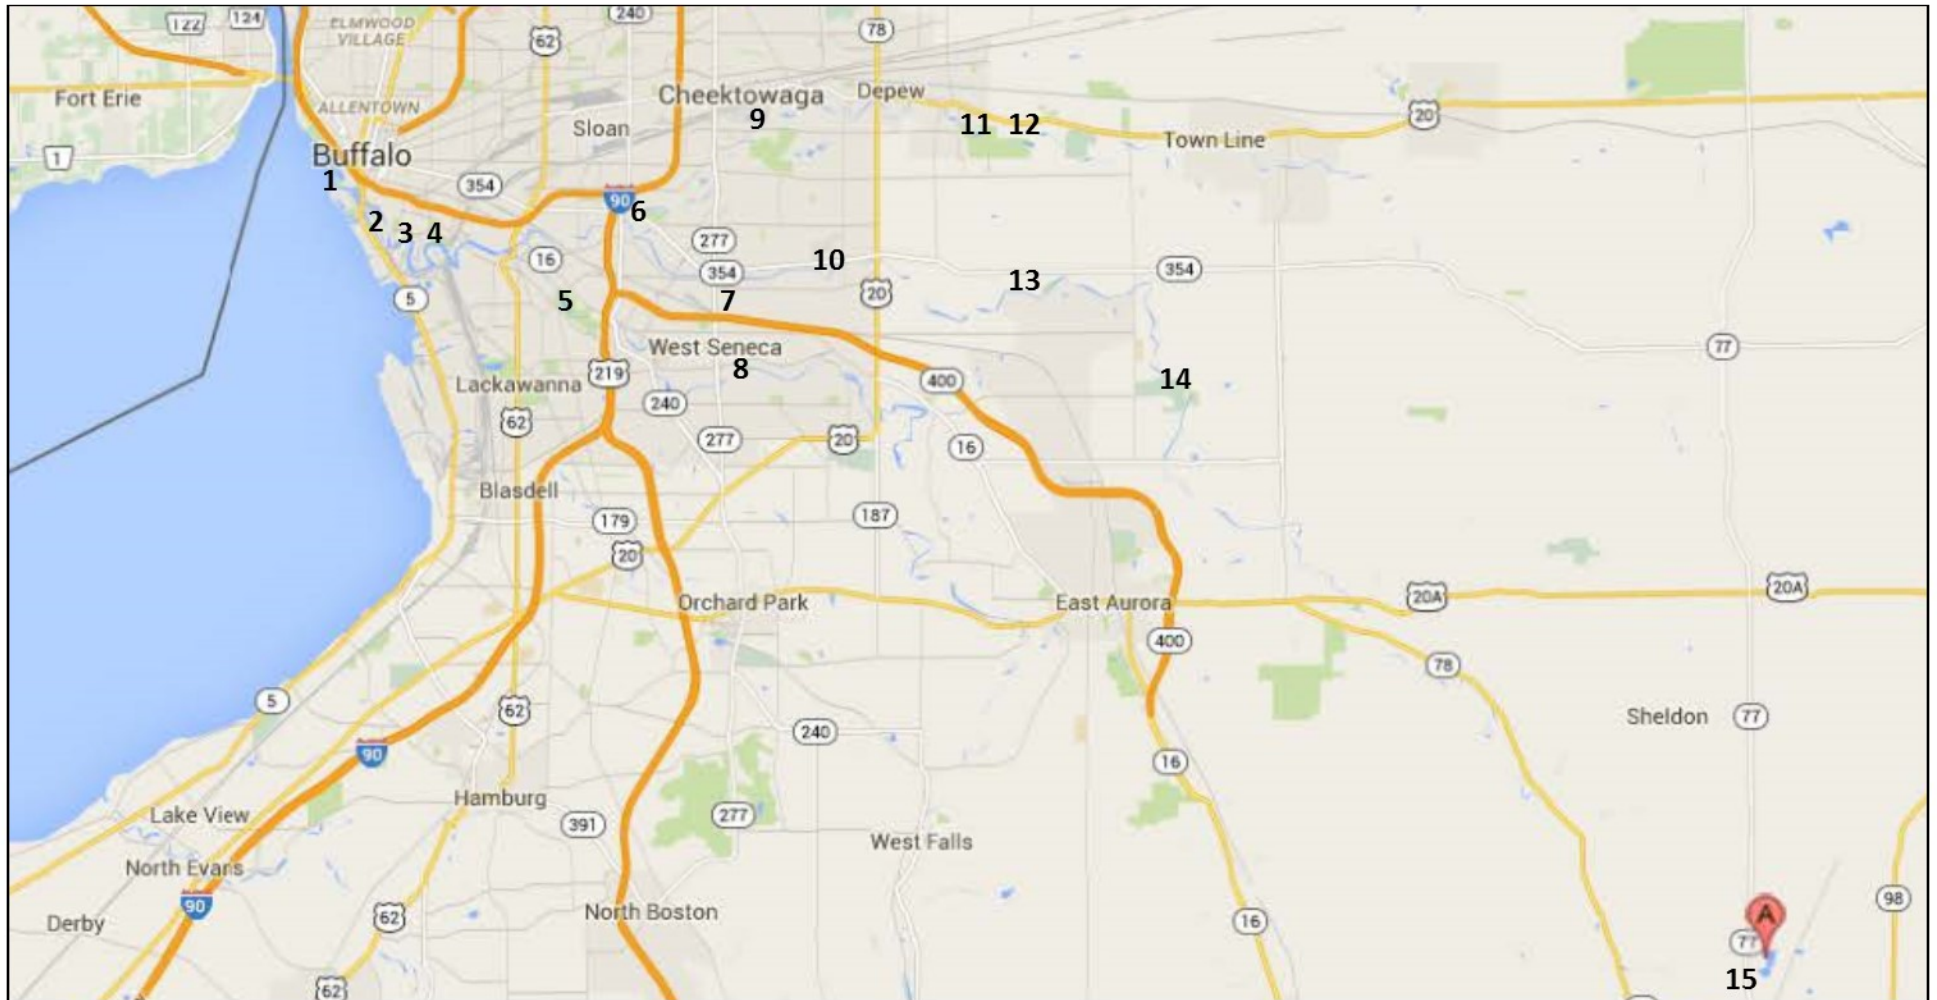 122
124
ELMWOOD
VILLAGE
240
62
78
Fort Erie
ALLENTOWN
Cheektowaga
Depew
9
Sloan
11
12
20
Town Line
1
Buffalo
1
354
90
6
2
3
4
277
16
10
354
354
13
5
5
7
20
77
West Seneca
8
219
Lackawanna
400
14
240
62
277
20
16
Blasdell
179
187
20
Orchard Park
East Aurora
20A
20A
400
78
5
62
Sheldon
77
240
90
16
Hamburg
Lake View
391
277
West Falls
North Evans
90
62
North Boston
Derby
16
98
A
77
15
62